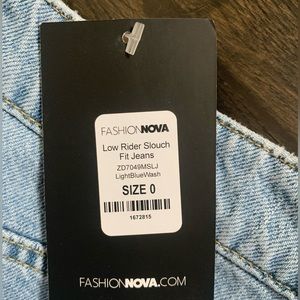 FASHIONNOVA
Low Rider Slouch
Fit Jeans
ZD7049MSLJ
LightBlueWash
SIZE 0
1672815
FASHIONNOVA.COM